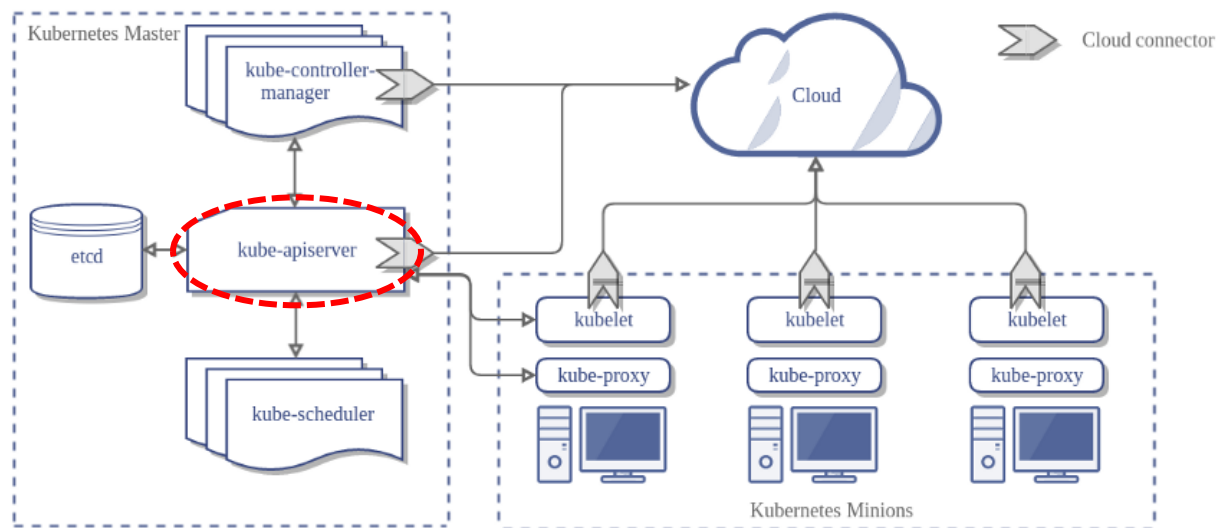 Kubernetes Master
kube-controller-
manager
Cloud
Cloud connector
etcd
kube-apiserver
kube-scheduler
kubelet
kubelet
kubelet
kube-proxy
kube-proxy
kube-proxy
Kubernetes Minions